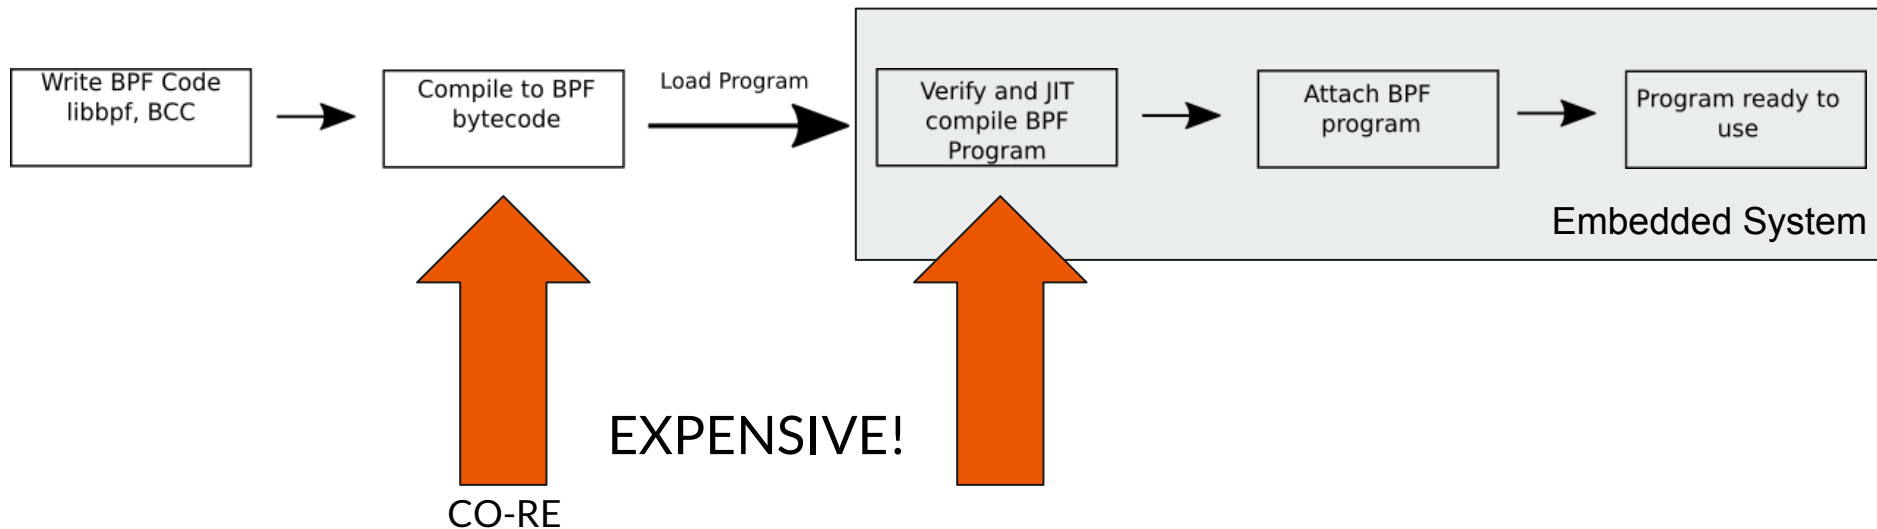 Write BPF Code
libbpf, BCC
Compile to BPF
bytecode
Load Program
Verify and JIT
compile BPF
Program
Attach BPF
program
Program ready to
use
Embedded System
EXPENSIVE!
CO-RE